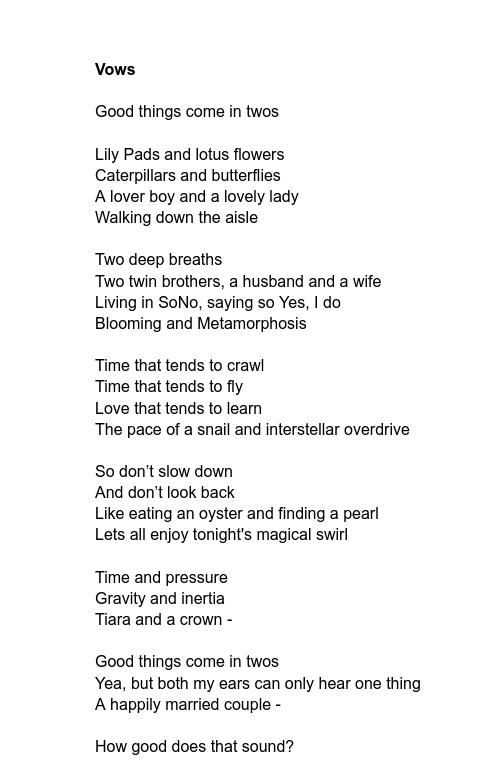 Vows
Good things come in twos
Lily Pads and lotus flowers
Caterpillars and butterflies
A lover boy and a lovely lady
Walking down the aisle
Two deep breaths
Two twin brothers, a husband and a wife
Living in SoNo, saying so Yes, I do
Blooming and Metamorphosis
Time that tends to crawl
Time that tends to fly
Love that tends to learn
The pace of a snail and interstellar overdrive
So don’t slow down
And don’t look back
Like eating an oyster and finding a pearl
Lets all enjoy tonight's magical swirl
Time and pressure
Gravity and inertia
Tiara and a crown -
Good things come in twos
Yea, but both my ears can only hear one thing
A happily married couple -
How good does that sound?